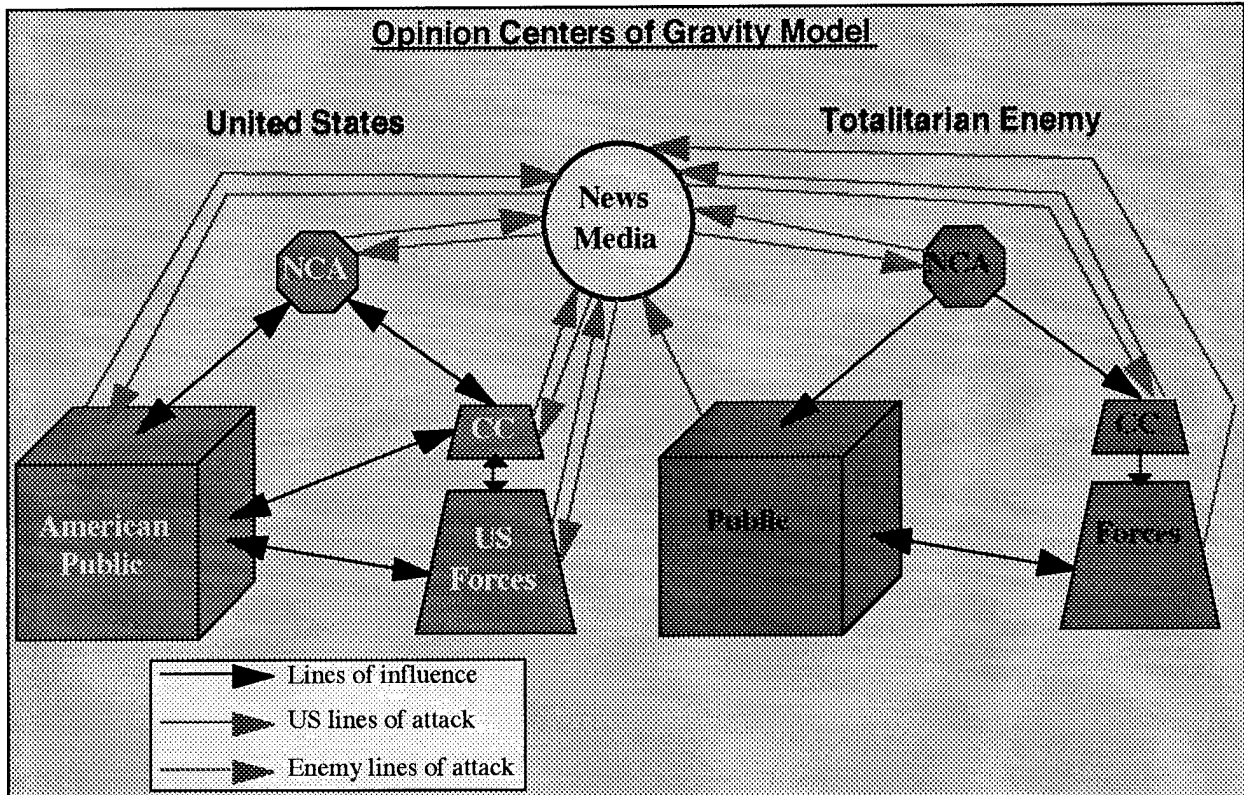 Opinion Centers of Gravity Model
United States
Totalitarian Enemy
News
Media
NCA
NCA
CC
CC
American
Public
US
Forces
Public
Forces
Lines of influence
US lines of attack
Enemy lines of attack